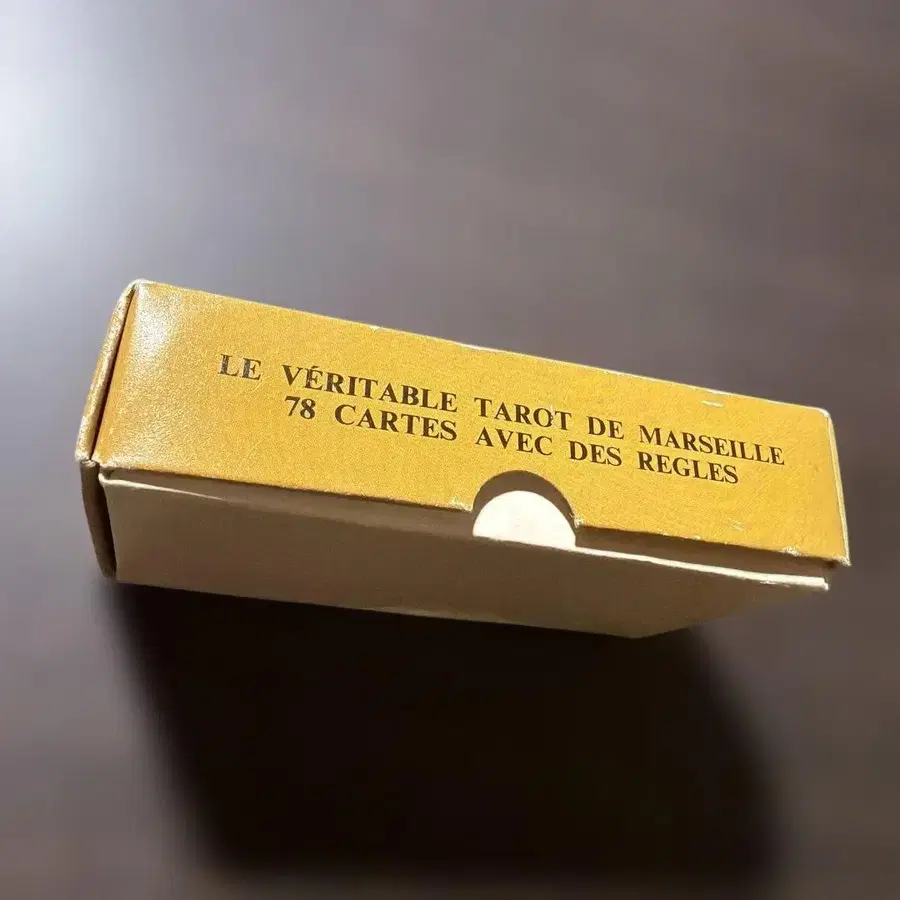 LE VÉRITABLE TAROT DE MARSEILLE
78 CARTES AVEC DES REGLES